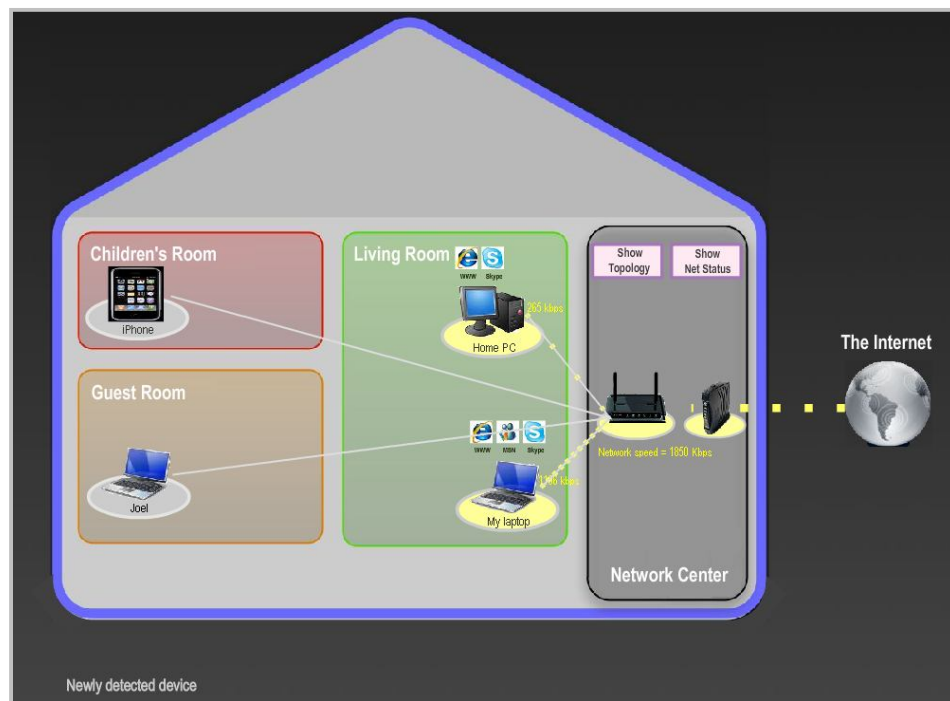 Children's Room
iPhone
Guest Room
Joel
Living Room
WWW Skype
265 kbps
Home PC
WWW MSN Skype
kbps
My laptop
Show
Topology
Show
Net Status
Network speed = 1850 Kbps
Network Center
The Internet
Newly detected device